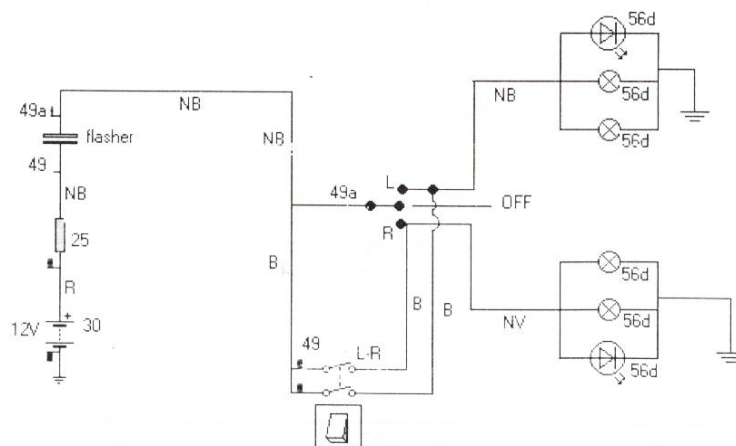 56d
NB
49a
NB
56d
flasher
NB
56d
49
L
NB
49a
OFF
R
56d
25
B
R
B
B
NV
56d
+
12V
30
49
L-R
56d